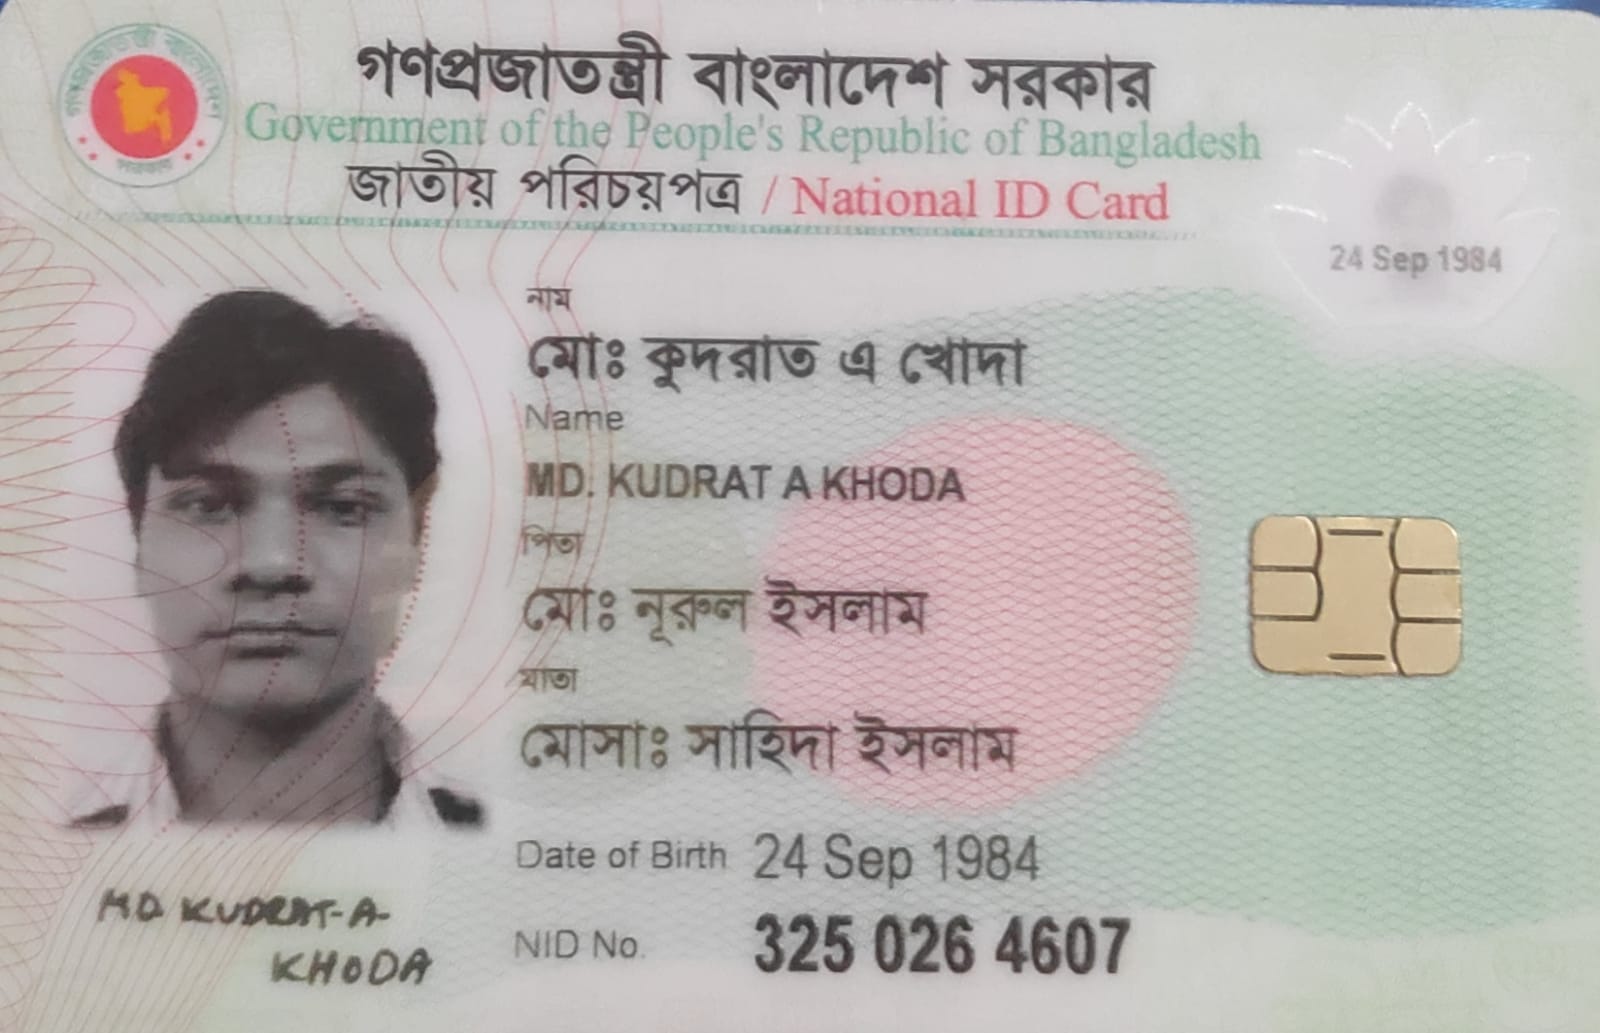 গণপ্রজাতন্ত্রী বাংলাদেশ সরকার
Government of the People's Republic of Bangladesh
জাতীয় পরিচয়পত্র / National ID Card
24 Sep 1984
নাম
মোঃ কুদরাত এ খোদা
Name
MD. KUDRAT A KHODA
পিতা
মোঃ নূরুল ইসলাম
মাতা
মোসাঃ সাহিদা ইসলাম
Date of Birth 24 Sep 1984
MD KUDRAT-A-
KHODA
NID No. 325 026 4607